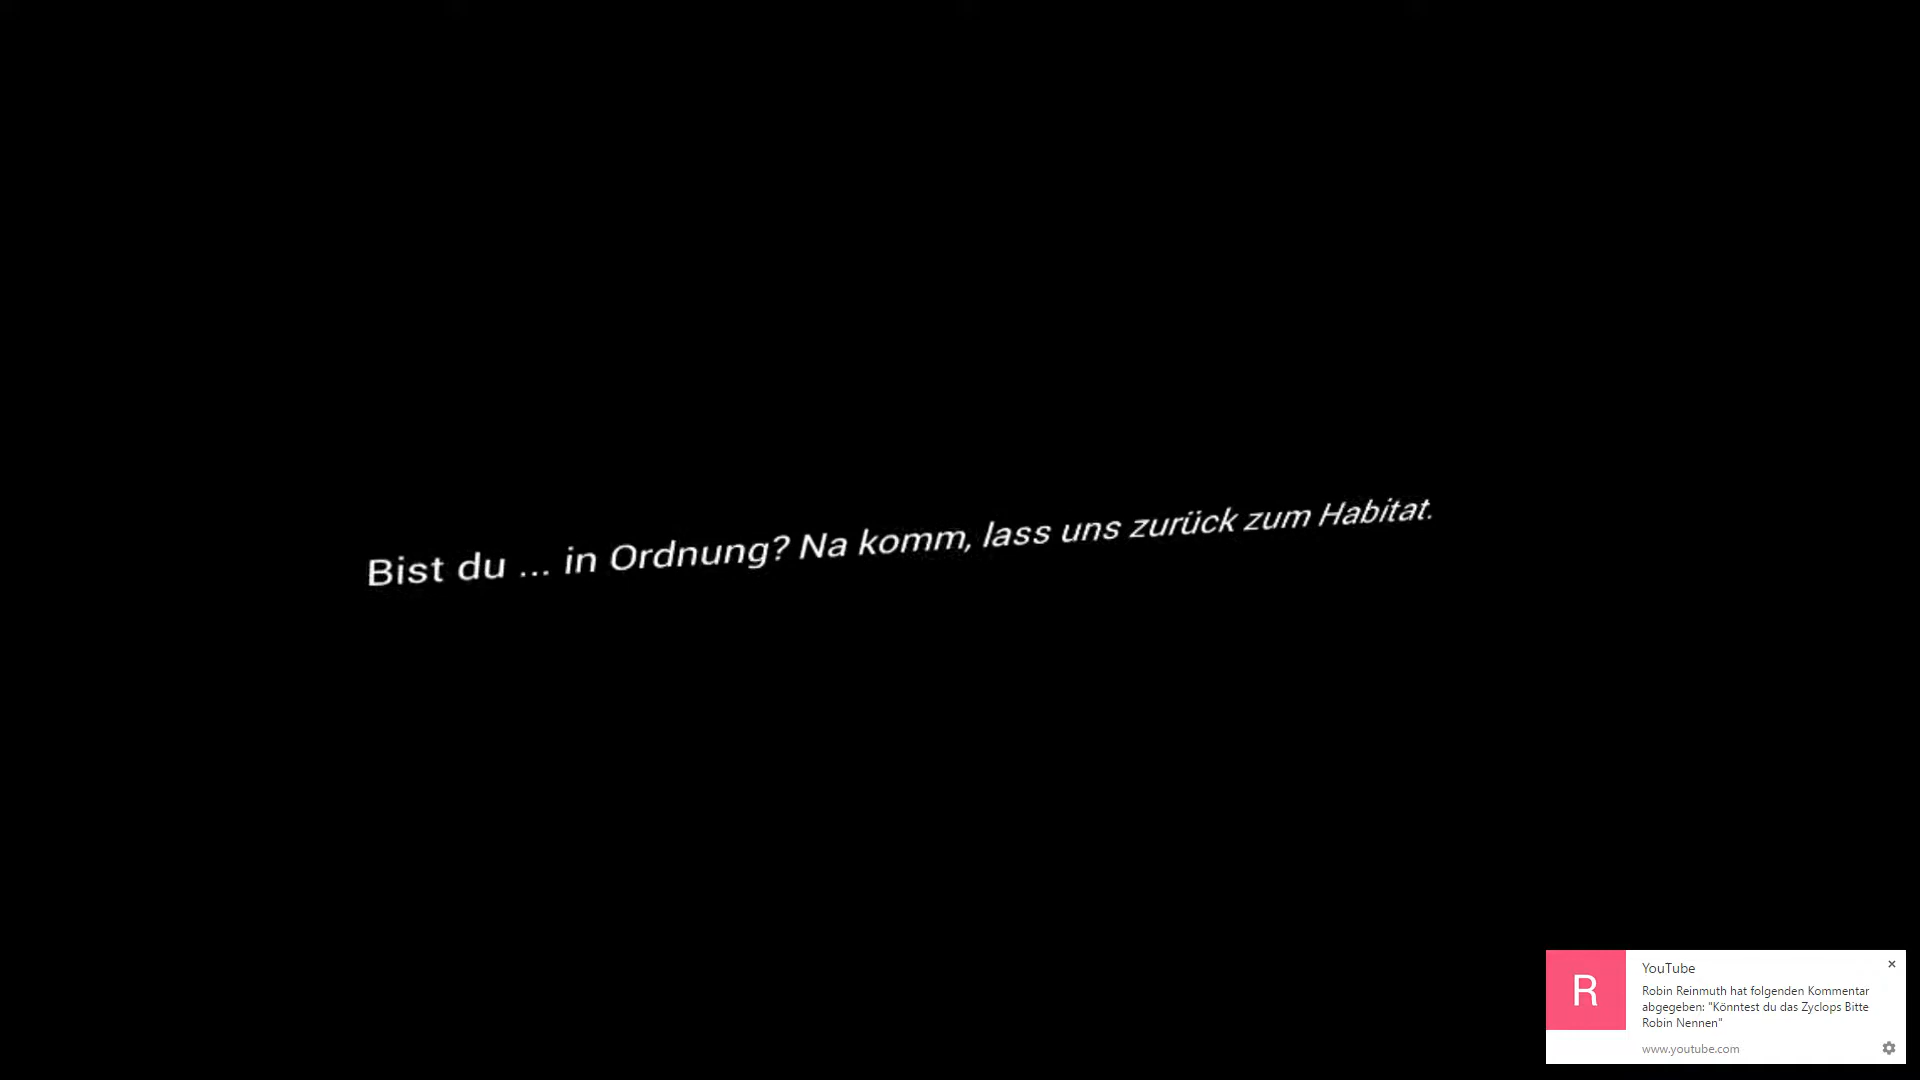 Bist du ... in Ordnung? Na komm, lass uns zurück zum Habitat.
R
YouTube
Robin Reinmuth hat folgenden Kommentar
abgegeben: "Könntest du das Zyclops Bitte
Robin Nennen"
www.youtube.com